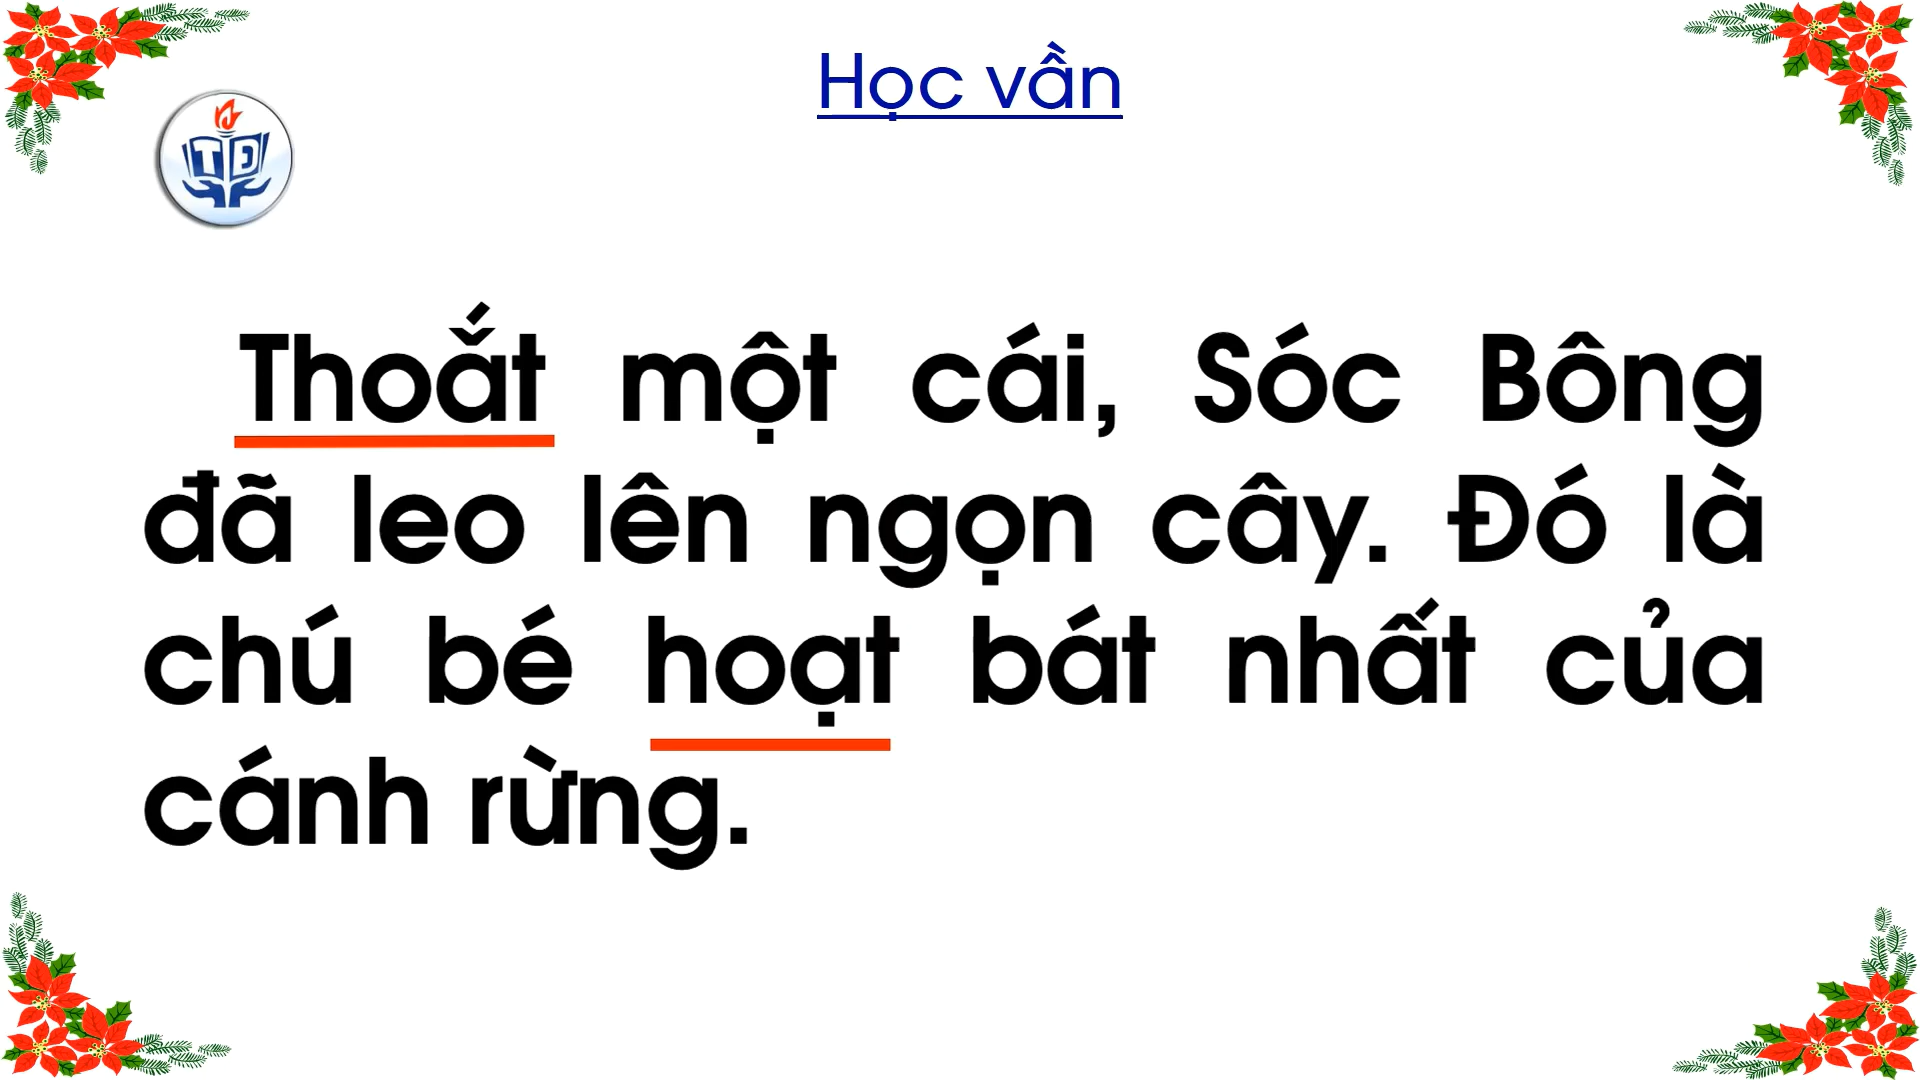 Học vần
TĐ
Thoắt một cái, Sóc Bông
đã leo lên ngọn cây. Đó là
chú bé hoạt bát nhất của
cánh rừng.